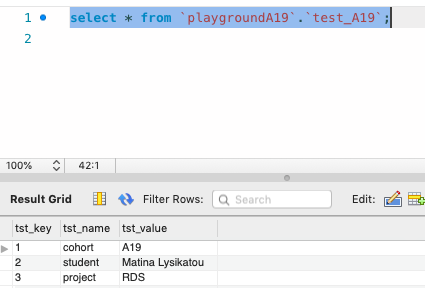 1 select * from `playgroundA19`.`test_A19`;
2
100% 42:1
Result Grid Filter Rows: Search Edit:
tst_key tst_name tst_value
1 cohort A19
2 student Matina Lysikatou
3 project RDS